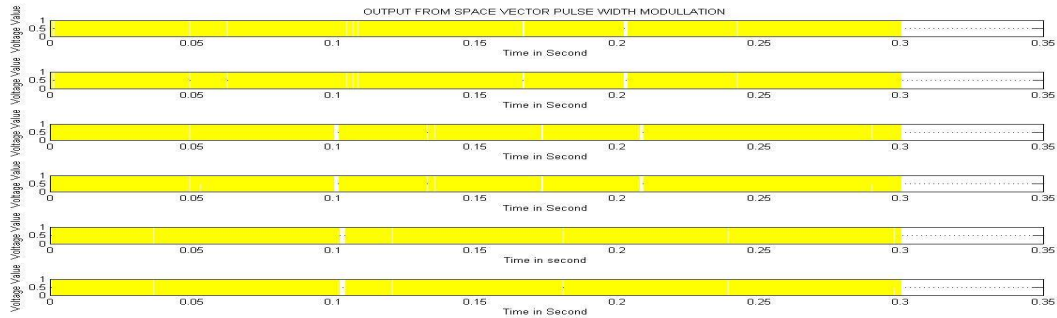 OUTPUT FROM SPACE VECTOR PULSE WIDTH MODULLATION
Voltage Value
1
0.5
0
0 0.05 0.1 0.15 0.2 0.25 0.3 0.35
Time in Second
Voltage Value
1
0.5
0
0 0.05 0.1 0.15 0.2 0.25 0.3 0.35
Time in Second
Voltage Value
1
0.5
0
0 0.05 0.1 0.15 0.2 0.25 0.3 0.35
Time in Second
Voltage Value
1
0.5
0
0 0.05 0.1 0.15 0.2 0.25 0.3 0.35
Time in Second
Voltage Value
1
0.5
0
0 0.05 0.1 0.15 0.2 0.25 0.3 0.35
Time in second
Voltage Value
1
0.5
0
0 0.05 0.1 0.15 0.2 0.25 0.3 0.35
Time in Second